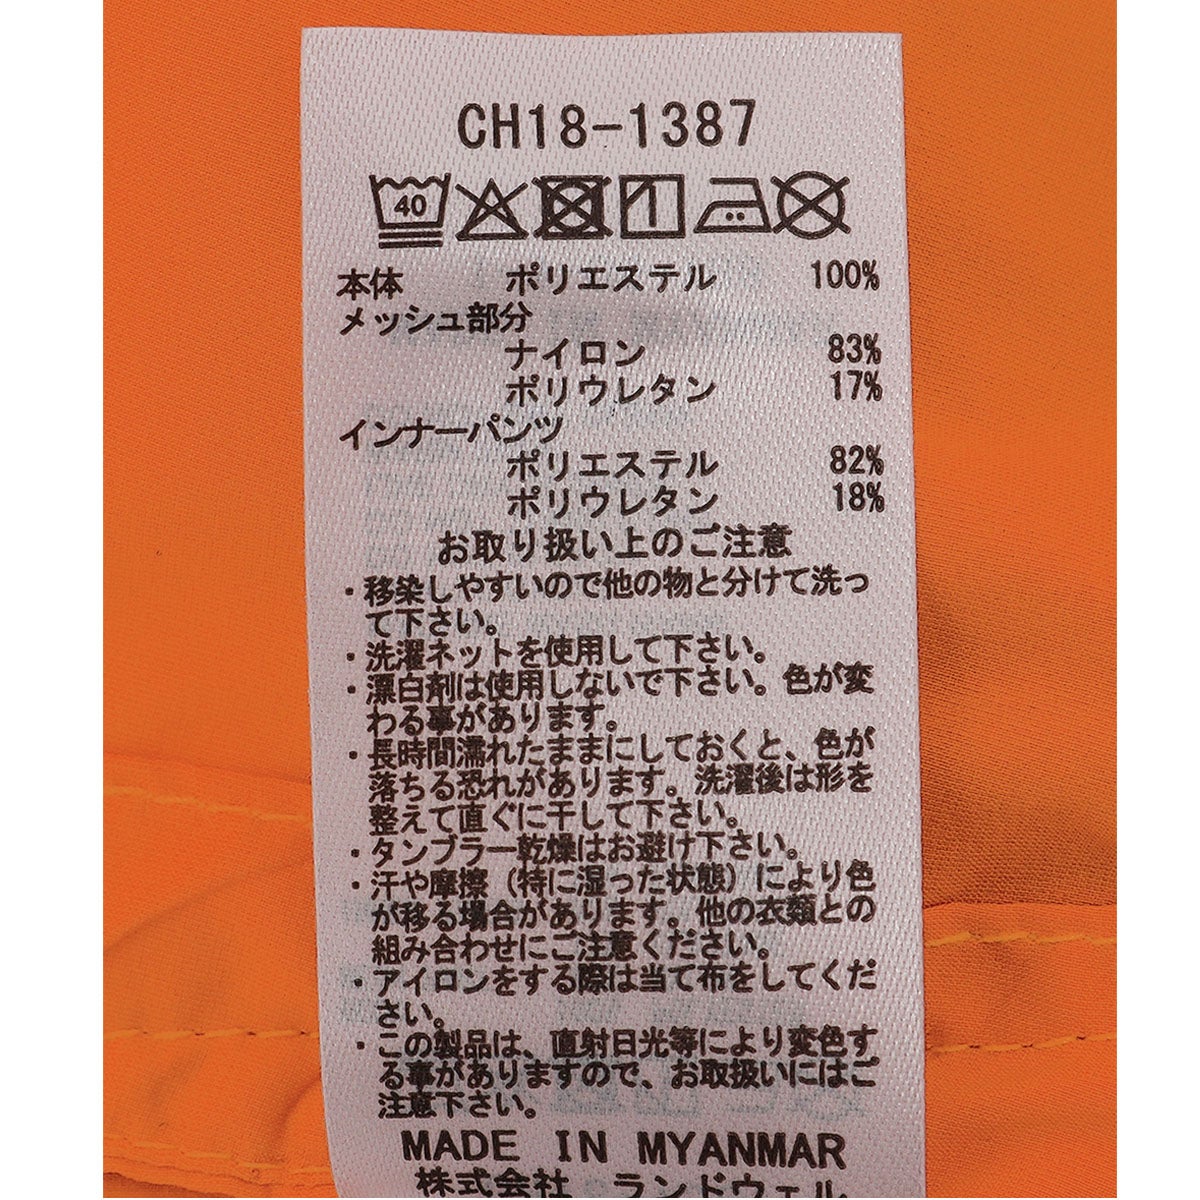 CH18-1387
40
本体 ポリエステル 100%
メッシュ部分
ナイロン 83%
ポリウレタン 17%
インナーパンツ
ポリエステル 82%
ポリウレタン 18%
お取り扱い上のご注意
・移染しやすいので他の物と分けて洗っ
て下さい。
・洗濯ネットを使用して下さい。
・漂白剤は使用しないで下さい。色が変
わる事があります。
・長時間濡れたままにしておくと、色が
落ちる恐れがあります。洗濯後は形を
整えて直ぐに干して下さい。
・タンブラー乾燥はお避け下さい。
・汗や摩擦（特に湿った状態）により色
が移る場合があります。他の衣類との
組み合わせにご注意ください。
・アイロンをする際は当て布をしてくだ
さい。
・この製品は、直射日光等により変色す
る事がありますので、お取扱いにはご
注意下さい。
MADE IN MYANMAR
株式会社 ランドウェル